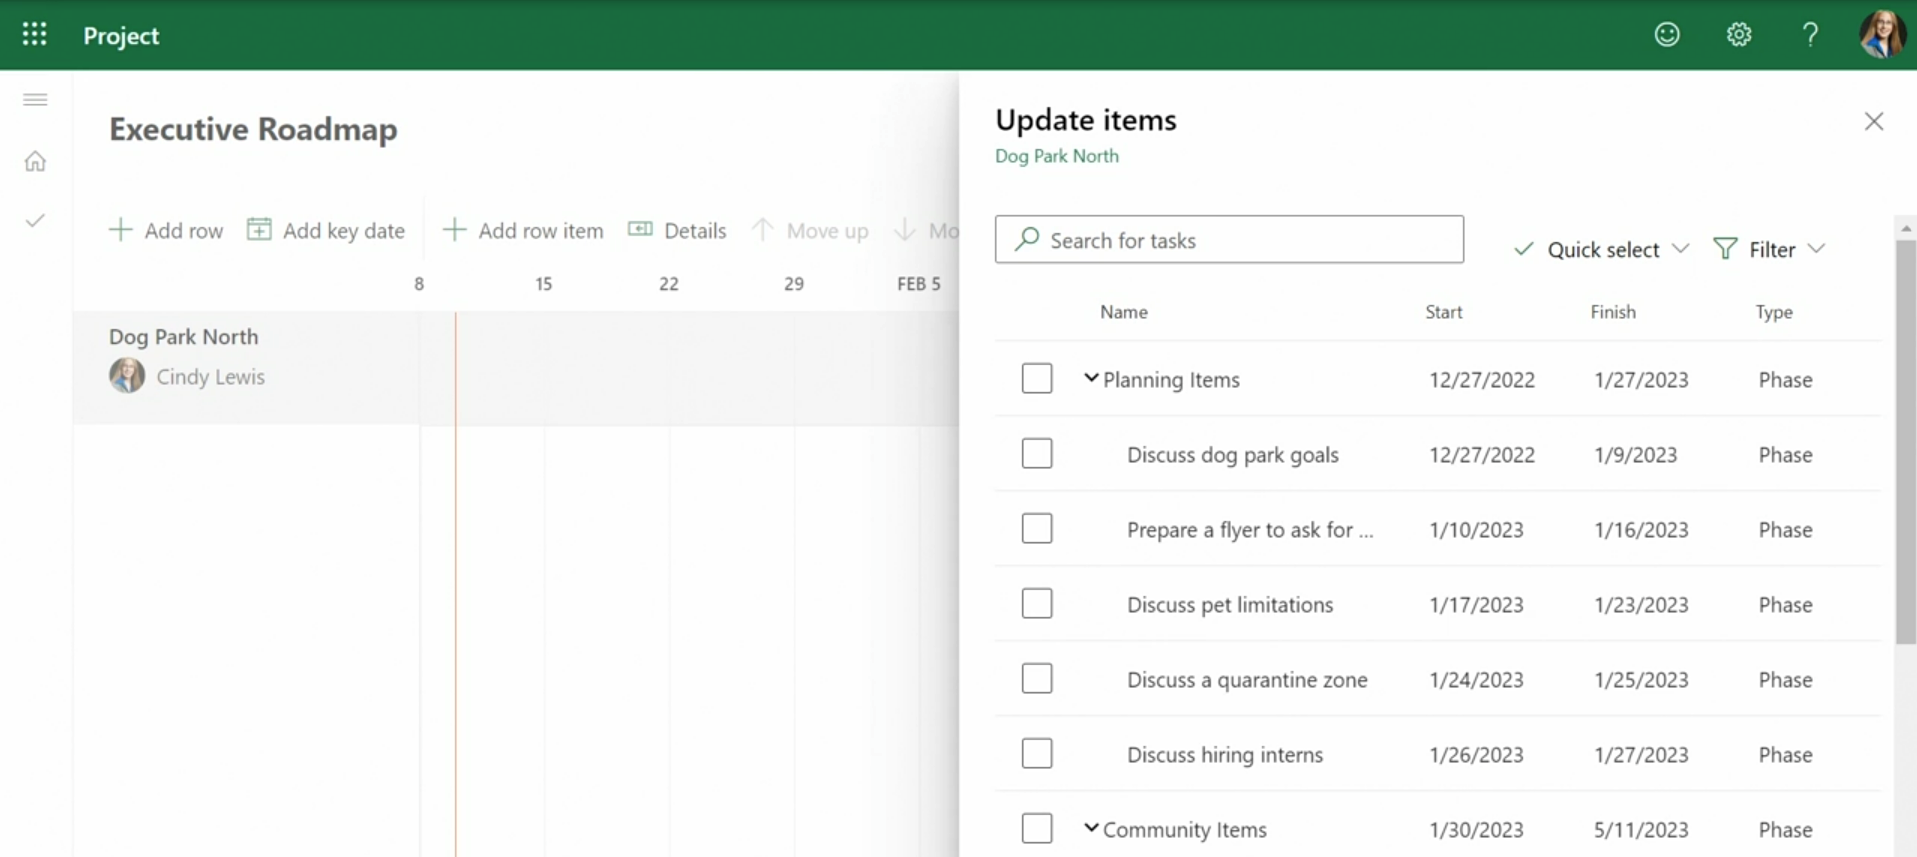 Project
Executive Roadmap
Add row Add key date Add row item Details Move up Mo
8 15 22 29 FEB 5
Dog Park North
Cindy Lewis
Update items
Dog Park North
Search for tasks Quick select Filter
Name Start Finish Type
Planning Items 12/27/2022 1/27/2023 Phase
Discuss dog park goals 12/27/2022 1/9/2023 Phase
Prepare a flyer to ask for ... 1/10/2023 1/16/2023 Phase
Discuss pet limitations 1/17/2023 1/23/2023 Phase
Discuss a quarantine zone 1/24/2023 1/25/2023 Phase
Discuss hiring interns 1/26/2023 1/27/2023 Phase
Community Items 1/30/2023 5/11/2023 Phase